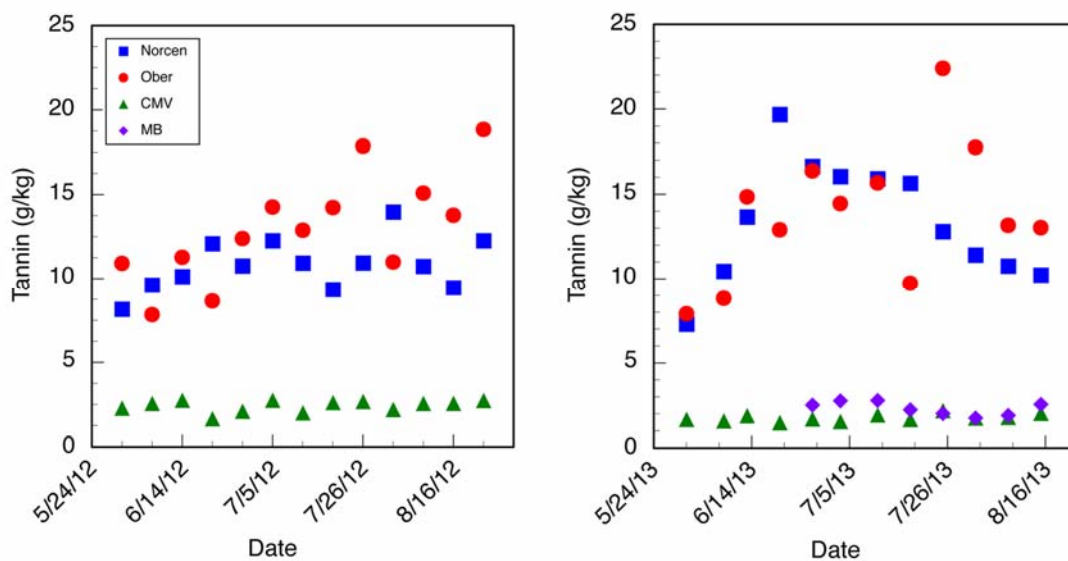 25
20
15
10
5
0
Tannin (g/kg)
Norcen
Ober
CMV
MB
5/24/12
6/14/12
7/5/12
7/26/12
8/16/12
Date
25
20
15
10
5
0
Tannin (g/kg)
5/24/13
6/14/13
7/5/13
7/26/13
8/16/13
Date